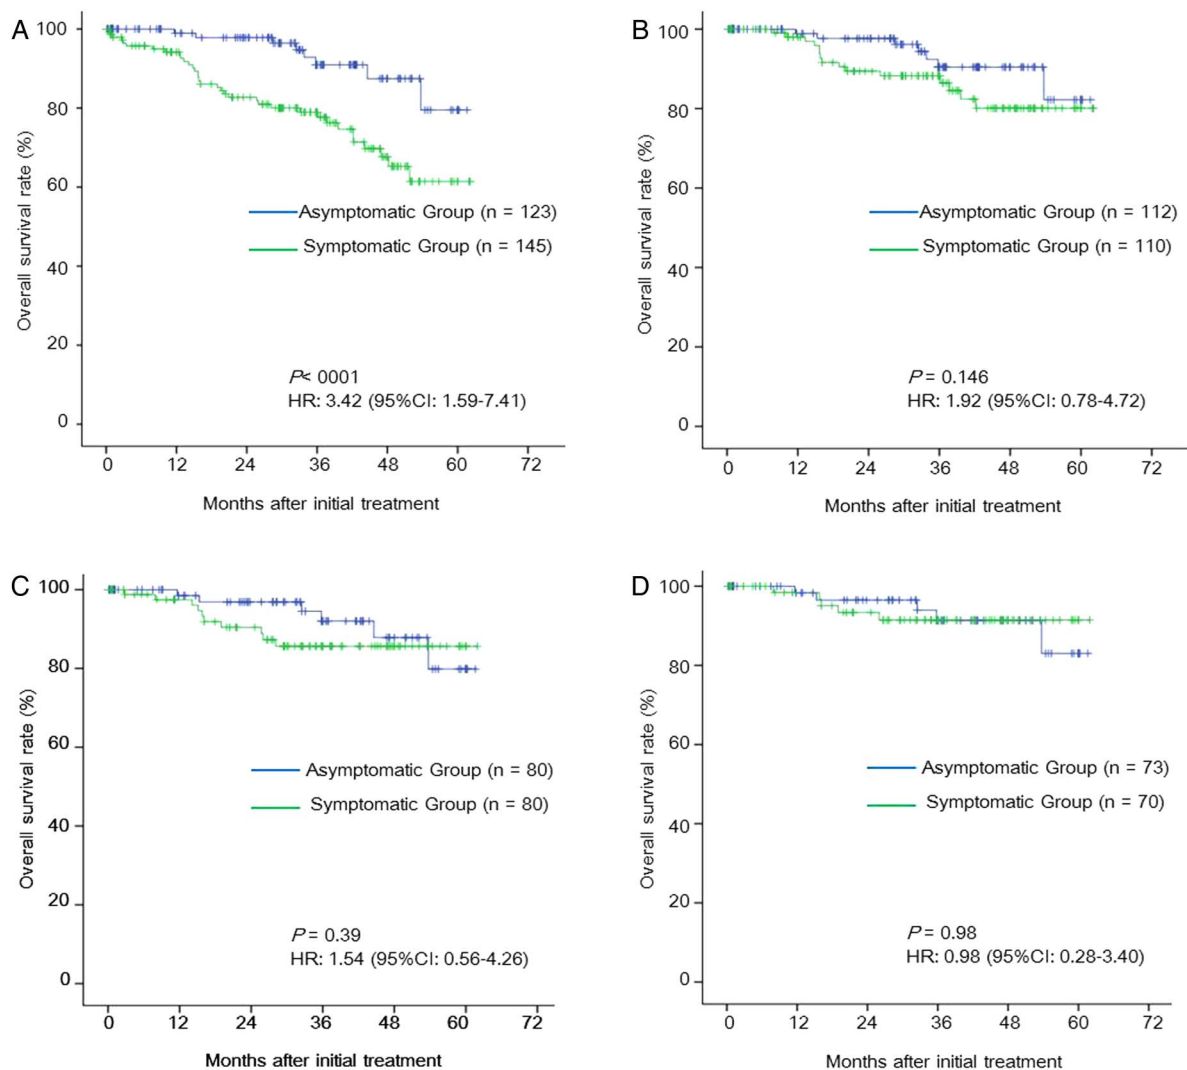 A
Overall survival rate (%)
100
80
60
40
20
0
Asymptomatic Group (n = 123)
Symptomatic Group (n = 145)
P< 0001
HR: 3.42 (95%CI: 1.59-7.41)
0 12 24 36 48 60 72
Months after initial treatment
B
Overall survival rate (%)
100
80
60
40
20
0
Asymptomatic Group (n = 112)
Symptomatic Group (n = 110)
P = 0.146
HR: 1.92 (95%CI: 0.78-4.72)
0 12 24 36 48 60 72
Months after initial treatment
C
Overall survival rate (%)
100
80
60
40
20
0
Asymptomatic Group (n = 80)
Symptomatic Group (n = 80)
P = 0.39
HR: 1.54 (95%CI: 0.56-4.26)
0 12 24 36 48 60 72
Months after initial treatment
D
Overall survival rate (%)
100
80
60
40
20
0
Asymptomatic Group (n = 73)
Symptomatic Group (n = 70)
P = 0.98
HR: 0.98 (95%CI: 0.28-3.40)
0 12 24 36 48 60 72
Months after initial treatment